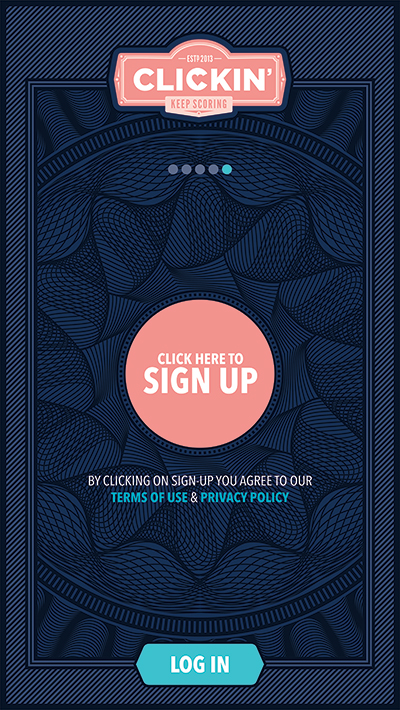 ESTD 2013
CLICKIN'
KEEP SCORING
CLICK HERE TO
SIGN UP
BY CLICKING ON SIGN-UP YOU AGREE TO OUR
TERMS OF USE & PRIVACY POLICY
LOG IN